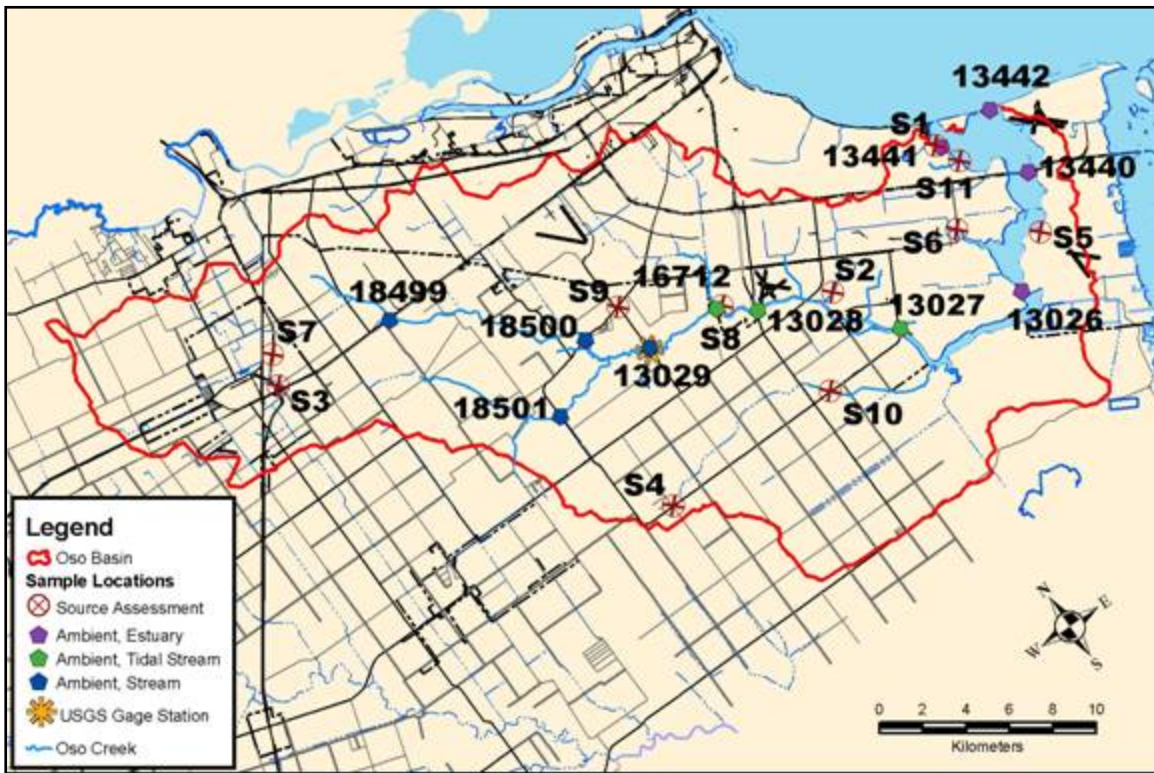 13442
S1
13441
13440
S11
S6
S5
16712
S2
18499
S9
18500
S8
13028
13027
13026
S7
13029
S3
18501
S10
S4
Legend
Oso Basin
Sample Locations
Source Assessment
Ambient, Estuary
Ambient, Tidal Stream
Ambient, Stream
USGS Gage Station
Oso Creek
N
E
W
S
0 2 4 6 8 10
Kilometers